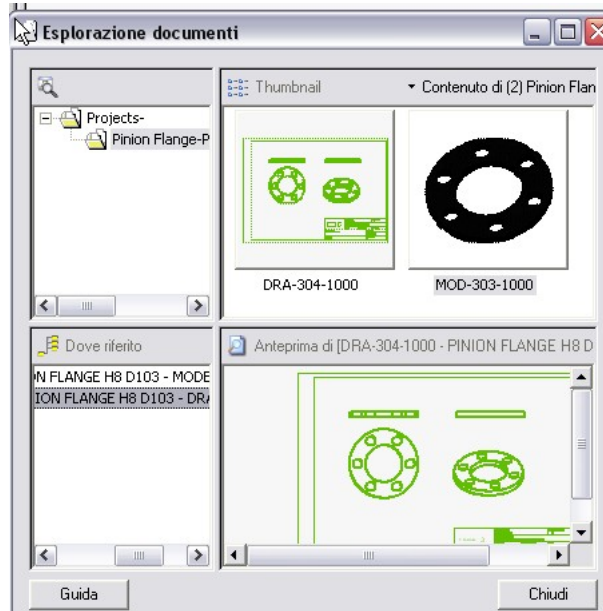 Esplorazione documenti
Thumbnail
Contenuto di (2) Pinion Flan
Projects-
Pinion Flange-P
DRA-304-1000
MOD-303-1000
Dove riferito
Anteprima di [DRA-304-1000 - PINION FLANGE H8 D
N FLANGE H8 D103 - MODE
ION FLANGE H8 D103 - DRA
Guida
Chiudi